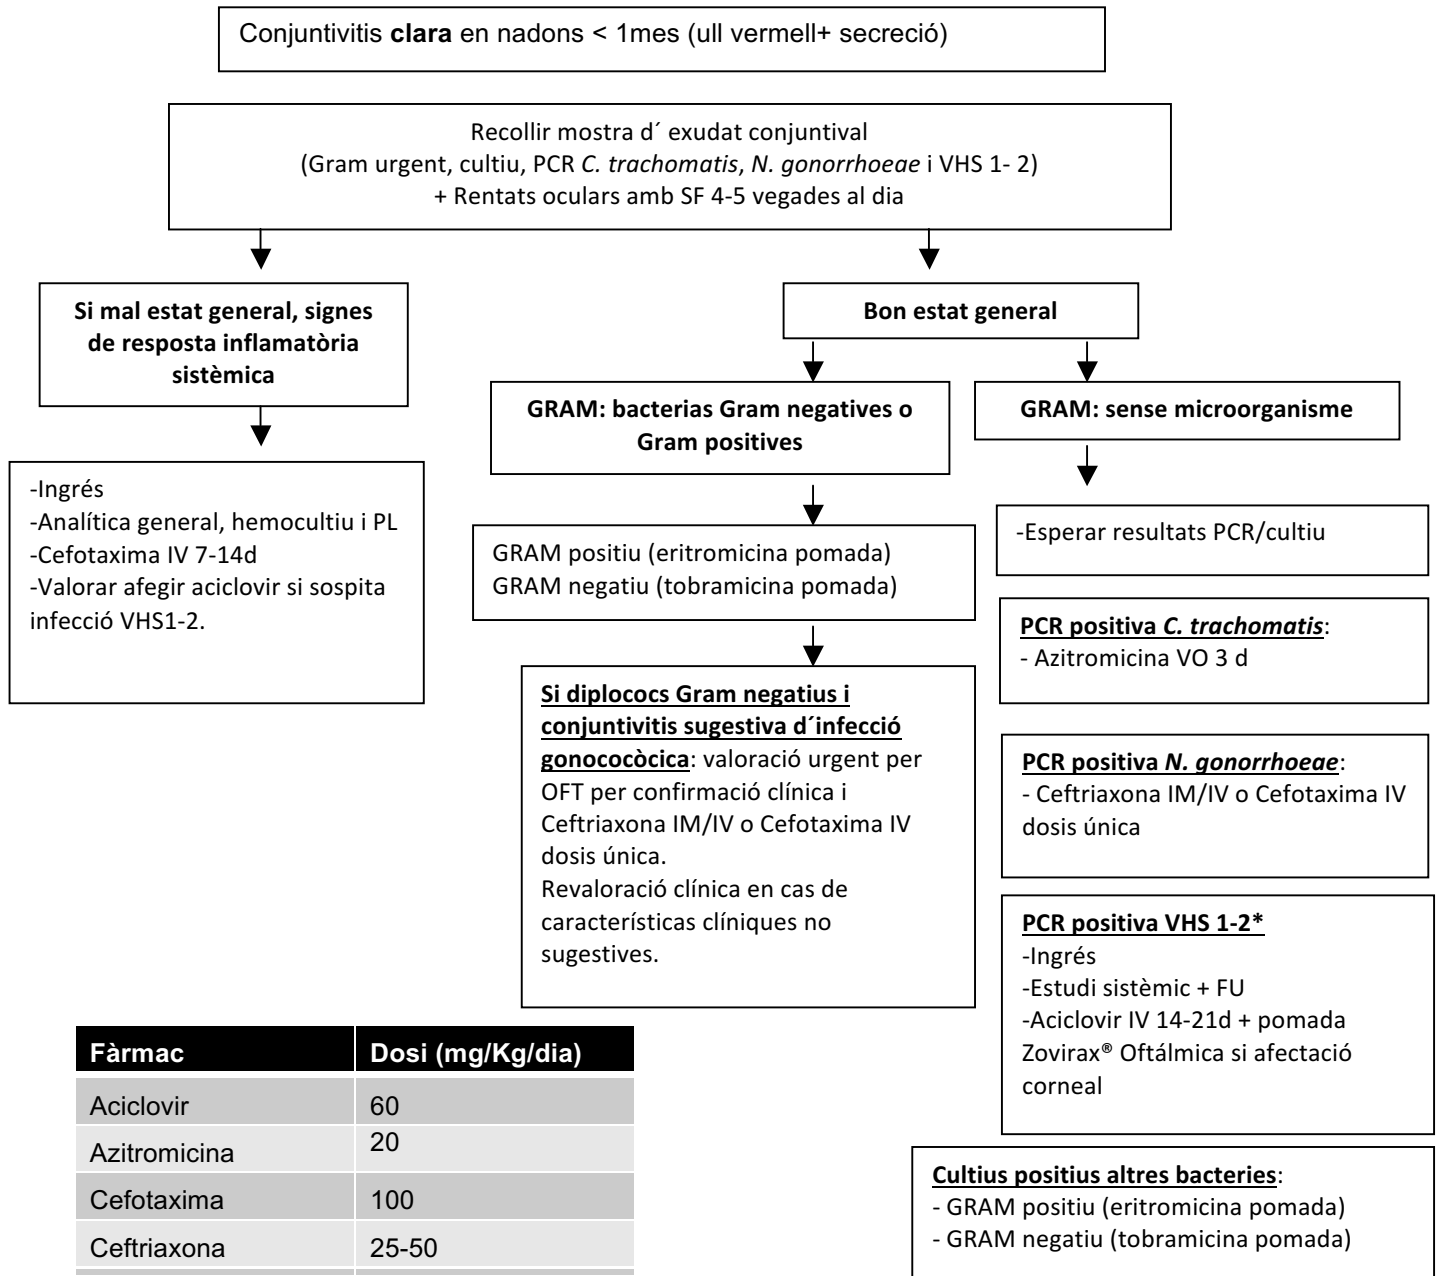 Conjuntivitis clara en nadons < 1mes (ull vermell+ secreció)
Recollir mostra d´ exudat conjuntival
(Gram urgent, cultiu, PCR C. trachomatis, N. gonorrhoeae i VHS 1- 2)
+ Rentats oculars amb SF 4-5 vegades al dia
Si mal estat general, signes
de resposta inflamatòria
sistèmica
-Ingrés
-Analítica general, hemocultiu i PL
-Cefotaxima IV 7-14d
-Valorar afegir aciclovir si sospita
infecció VHS1-2.
Bon estat general
GRAM: bacterias Gram negatives o
Gram positives
GRAM positiu (eritromicina pomada)
GRAM negatiu (tobramicina pomada)
Si diplococs Gram negatius i
conjuntivitis sugestiva d´infecció
gonocòcica: valoració urgent per
OFT per confirmació clínica i
Ceftriaxona IM/IV o Cefotaxima IV
dosis única.
Revaloració clínica en cas de
características clíniques no
sugestives.
GRAM: sense microorganisme
-Esperar resultats PCR/cultiu
PCR positiva C. trachomatis:
- Azitromicina VO 3 d
PCR positiva N. gonorrhoeae:
- Ceftriaxona IM/IV o Cefotaxima IV
dosis única
PCR positiva VHS 1-2*
-Ingrés
-Estudi sistèmic + FU
-Aciclovir IV 14-21d + pomada
Zovirax® Oftálmica si afectació
corneal
Cultius positius altres bacteries:
- GRAM positiu (eritromicina pomada)
- GRAM negatiu (tobramicina pomada)
Fàrmac Dosi (mg/Kg/dia)
Aciclovir 60
Azitromicina 20
Cefotaxima 100
Ceftriaxona 25-50